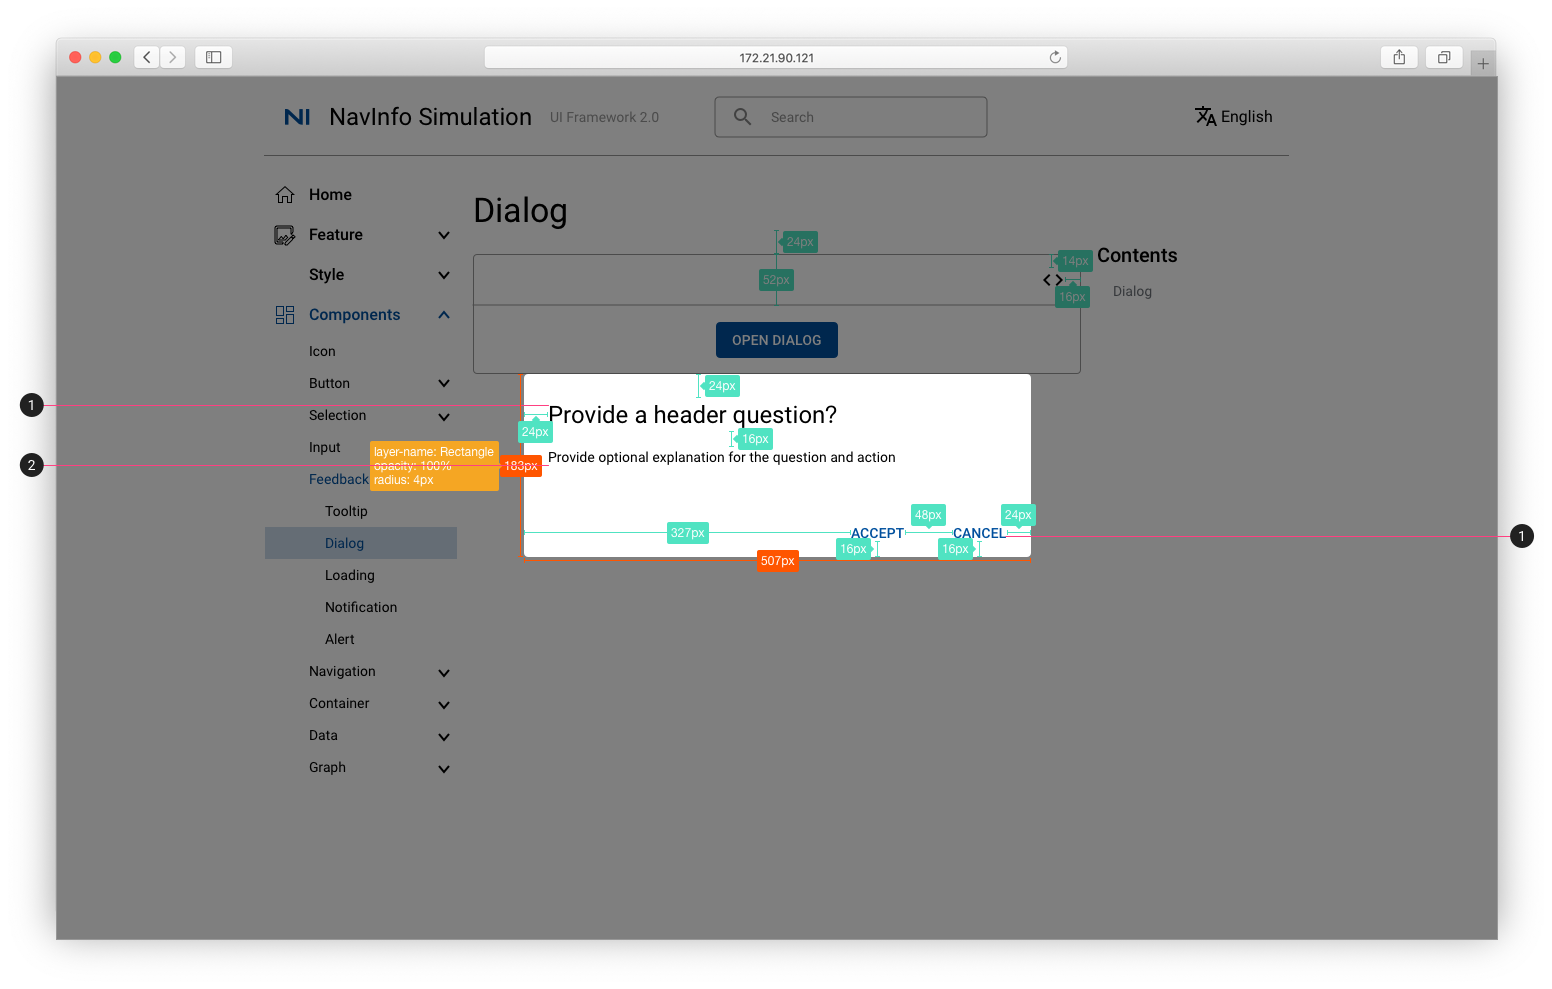 172.21.90.121
NI NavInfo Simulation UI Framework 2.0 Search English
Home
Feature
Style
Components
Icon
Button
Selection
Input
Feedback
Tooltip
Dialog
Loading
Notification
Alert
Navigation
Container
Data
Graph
Dialog
24px
52px
14px
16px
OPEN DIALOG
Contents
Dialog
24px
1
Provide a header question?
24px
16px
2
layer-name: Rectangle
opacity: 100%
radius: 4px
183px
Provide optional explanation for the question and action
48px
24px
327px
ACCEPT
CANCEL
1
16px
16px
507px